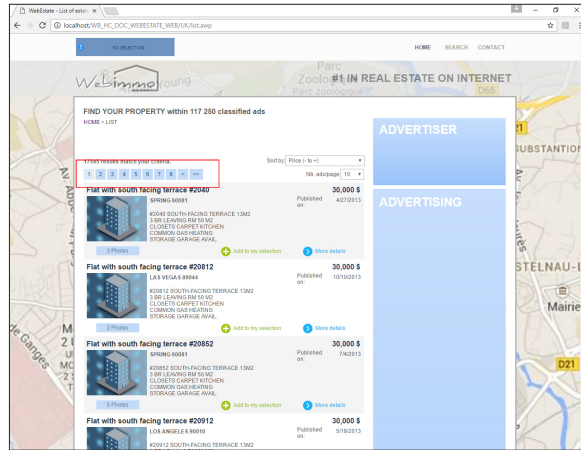 WebEstate - List of estate
localhost/WB_HC_DOC_WEBESTATE_WEB/UK/list.awp
NO SELECTION
HOME SEARCH CONTACT
Webimmo
young
Parc
Zoologique
Parc zoologique
#1 IN REAL ESTATE ON INTERNET
D65
FIND YOUR PROPERTY within 117 250 classified ads
HOME > LIST
ADVERTISER
17545 results match your criteria.
Sort by: Price (- to +)
1 2 3 4 5 6 7 8 > >>
Nb. ads/page 10
Flat with south facing terrace #2040 30,000 $
SPRING 60081
Published on: 4/27/2013
#2040 SOUTH-FACING TERRACE 13M2
3 BR LEAVING RM 50 M2
CLOSETS CARPET KITCHEN
COMMON GAS HEATING
STORAGE GARAGE AVAIL.
3 Photos Add to my selection More details
ADVERTISING
Flat with south facing terrace #20812 30,000 $
LAS VEGAS 89044
Published on: 10/10/2013
#20812 SOUTH-FACING TERRACE 13M2
3 BR LEAVING RM 50 M2
CLOSETS CARPET KITCHEN
COMMON GAS HEATING
STORAGE GARAGE AVAIL.
2 Photos Add to my selection More details
Flat with south facing terrace #20852 30,000 $
SPRING 60081
Published on: 7/4/2013
#20852 SOUTH-FACING TERRACE 13M2
3 BR LEAVING RM 50 M2
CLOSETS CARPET KITCHEN
COMMON GAS HEATING
STORAGE GARAGE AVAIL.
5 Photos Add to my selection More details
Flat with south facing terrace #20912 30,000 $
LOS ANGELES 90010
Published on: 5/18/2013
#20912 SOUTH-FACING TERRACE 13M2
SUBSTANTION
STELNAU-L
Mairie
D21
de Ganges